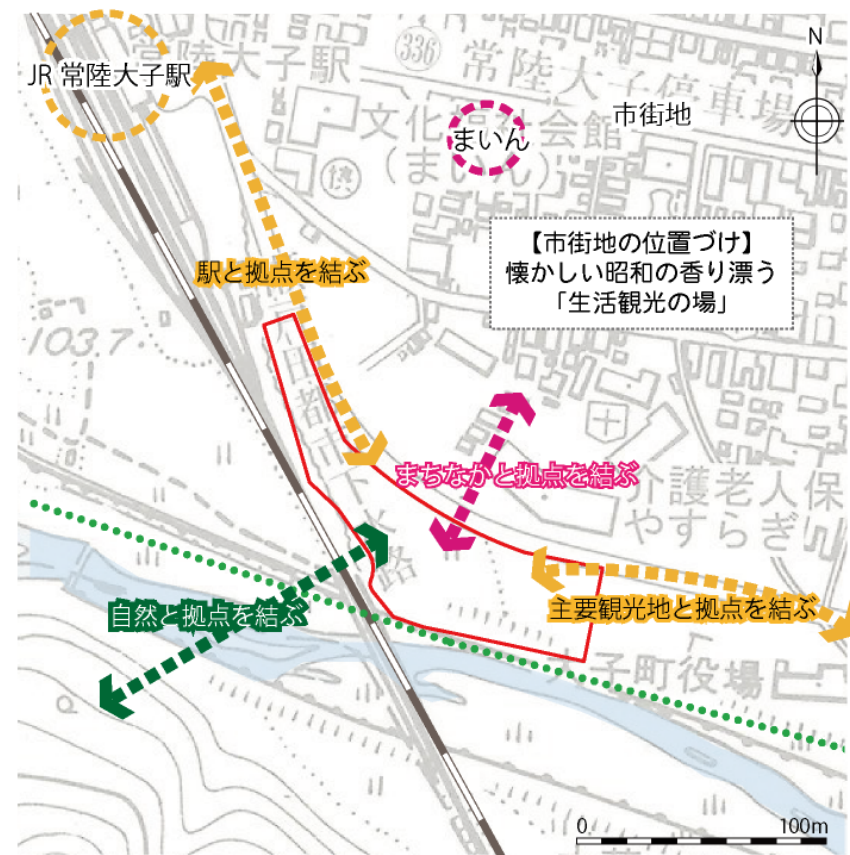 常陸大子駅
JR 常陸大子駅
336
常陸大子停車場
N
市街地
文化福祉会館
(まいん)
まいん
【市街地の位置づけ】
懐かしい昭和の香り漂う
「生活観光の場」
駅と拠点を結ぶ
103.7
まちなかと拠点を結ぶ
介護老人保
やすらぎ
都市下水路
自然と拠点を結ぶ
主要観光地と拠点を結ぶ
大子町役場
0
100m